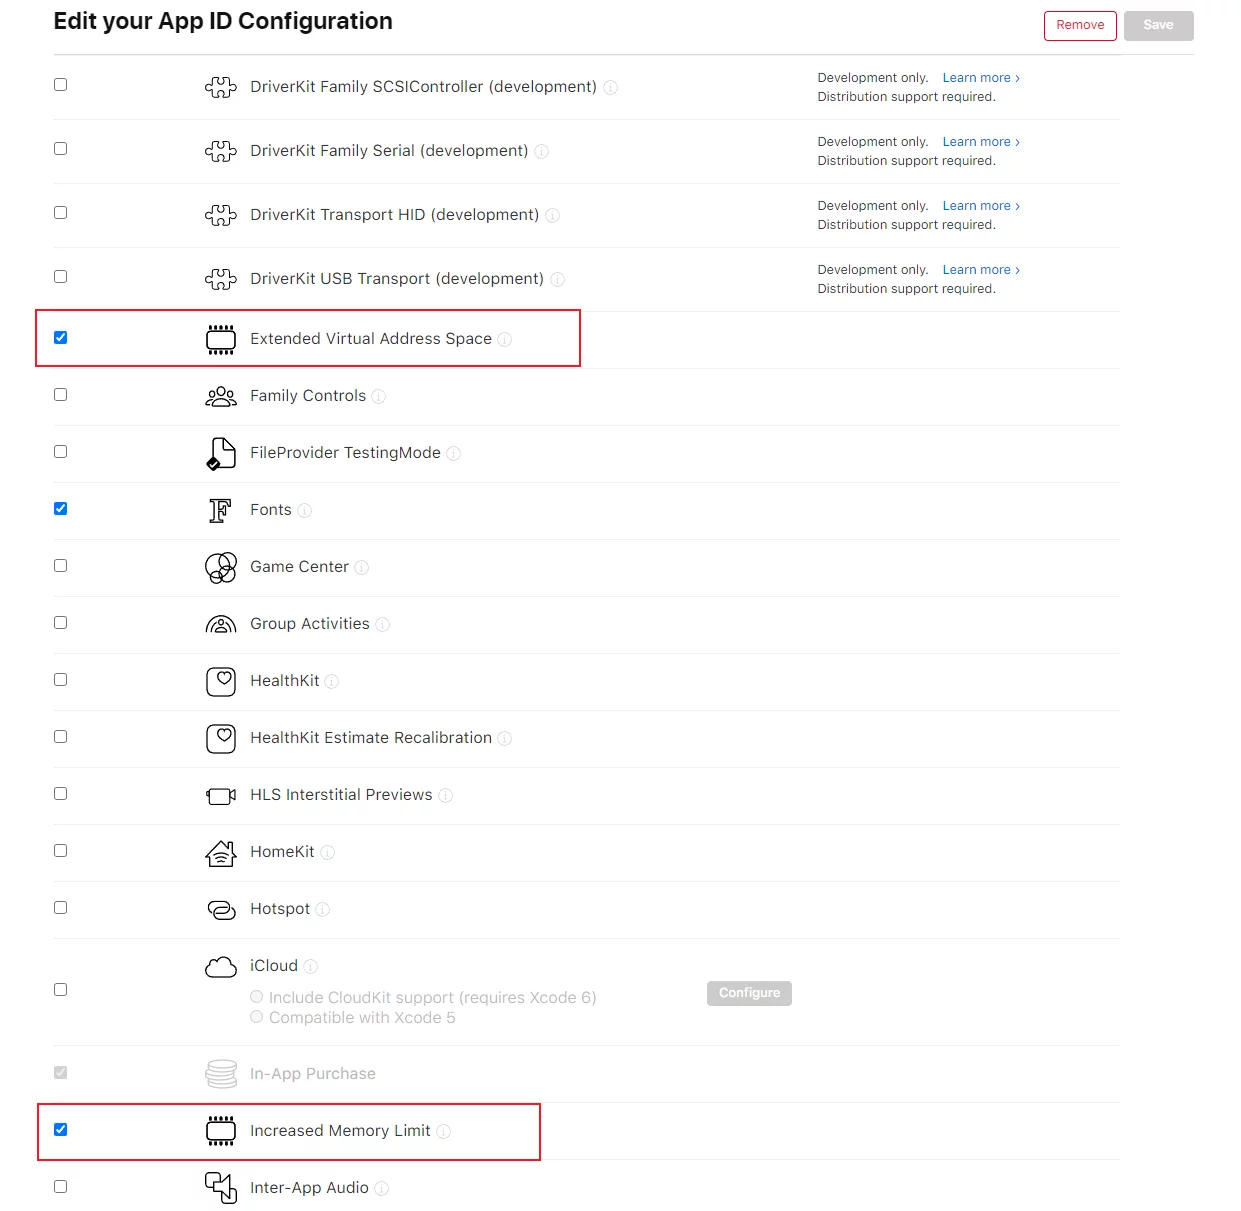 Edit your App ID Configuration
Remove
Save
DriverKit Family SCSIController (development)
Development only. Learn more ›
Distribution support required.
DriverKit Family Serial (development)
Development only. Learn more ›
Distribution support required.
DriverKit Transport HID (development)
Development only. Learn more ›
Distribution support required.
DriverKit USB Transport (development)
Development only. Learn more ›
Distribution support required.
Extended Virtual Address Space
Family Controls
FileProvider TestingMode
Fonts
Game Center
Group Activities
HealthKit
HealthKit Estimate Recalibration
HLS Interstitial Previews
HomeKit
Hotspot
iCloud
Include CloudKit support (requires Xcode 6)
Compatible with Xcode 5
Configure
In-App Purchase
Increased Memory Limit
Inter-App Audio